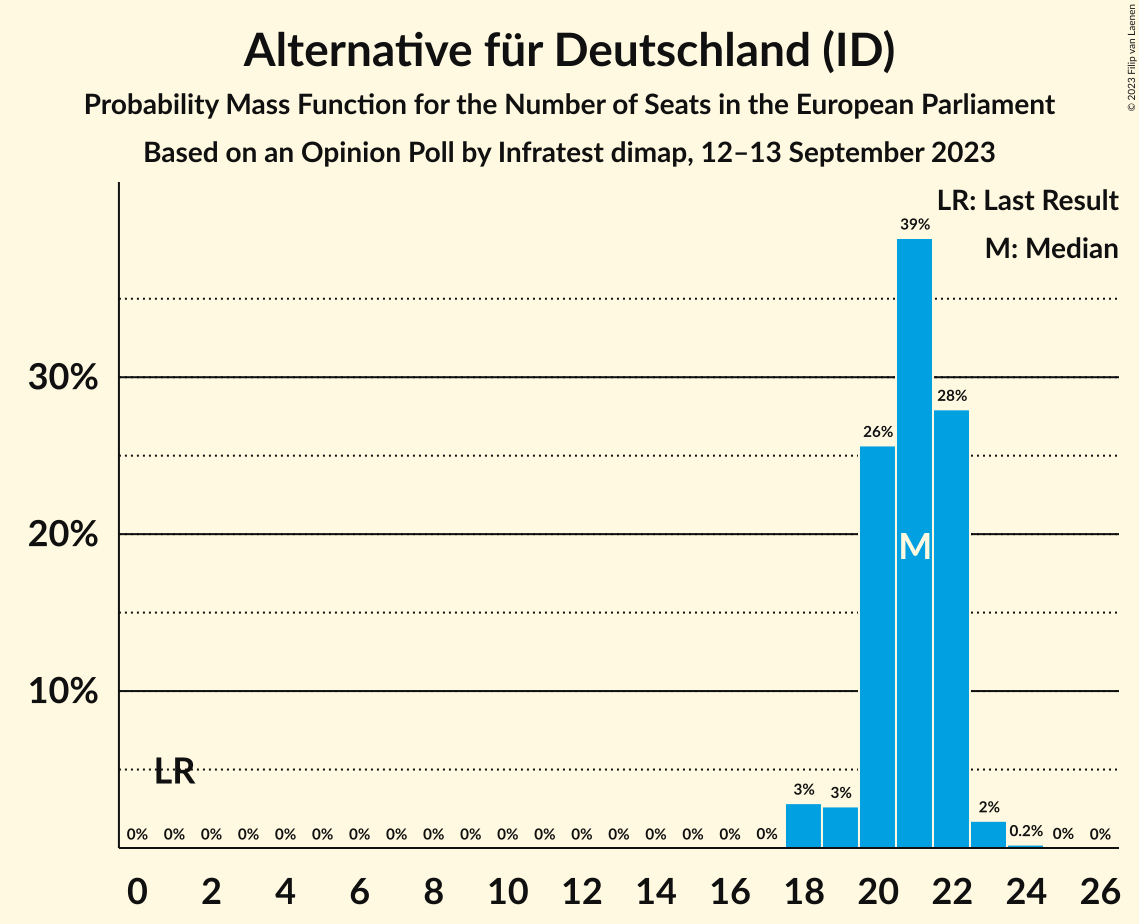 Alternative für Deutschland (ID)
Probability Mass Function for the Number of Seats in the European Parliament
Based on an Opinion Poll by Infratest dimap, 12–13 September 2023
© 2023 Filip van Laenen
LR: Last Result
M: Median
39%
30%
28%
26%
20%
M
10%
LR
3% 3% 2% 0.2%
0% 0% 0% 0% 0% 0% 0% 0% 0% 0% 0% 0% 0% 0% 0% 0% 0% 0% 0% 0%
0 2 4 6 8 10 12 14 16 18 20 22 24 26